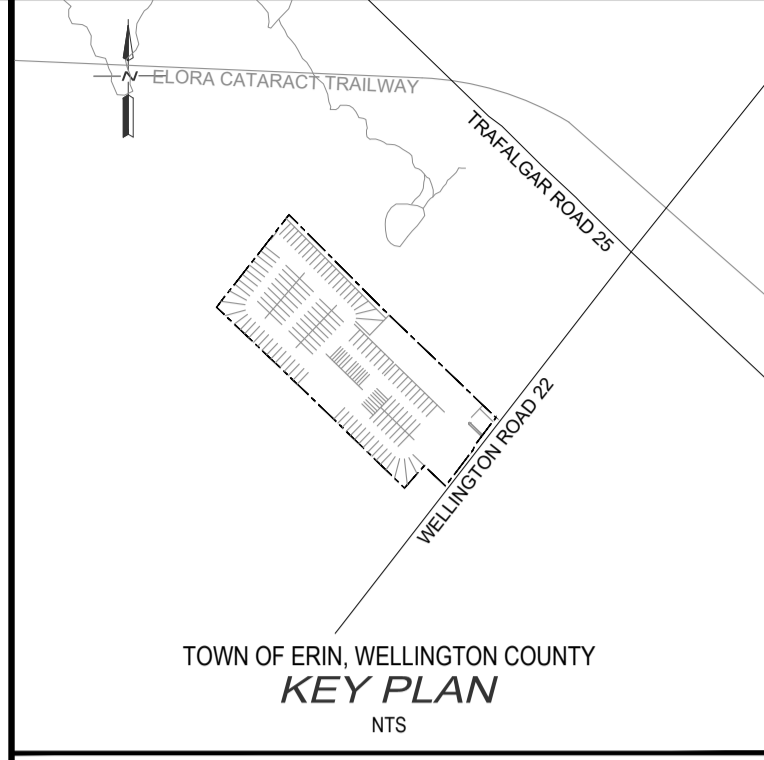 N
ELORA CATARACT TRAILWAY
TRAFALGAR ROAD 25
WELLINGTON ROAD 22
TOWN OF ERIN, WELLINGTON COUNTY
KEY PLAN
NTS